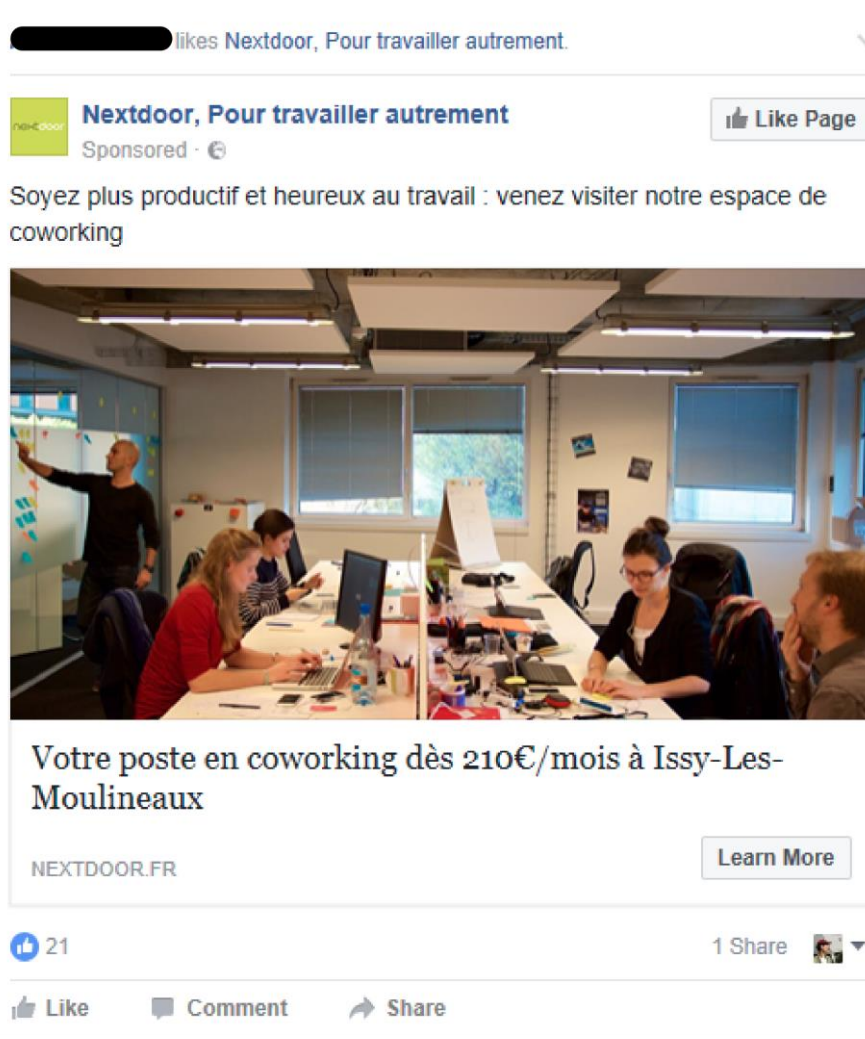 likes Nextdoor, Pour travailler autrement.
nextdoor
Nextdoor, Pour travailler autrement
Like Page
Sponsored ·
Soyez plus productif et heureux au travail : venez visiter notre espace de
coworking
Votre poste en coworking dès 210€/mois à Issy-Les-
Moulineaux
NEXTDOOR.FR
Learn More
21
1 Share
Like Comment Share